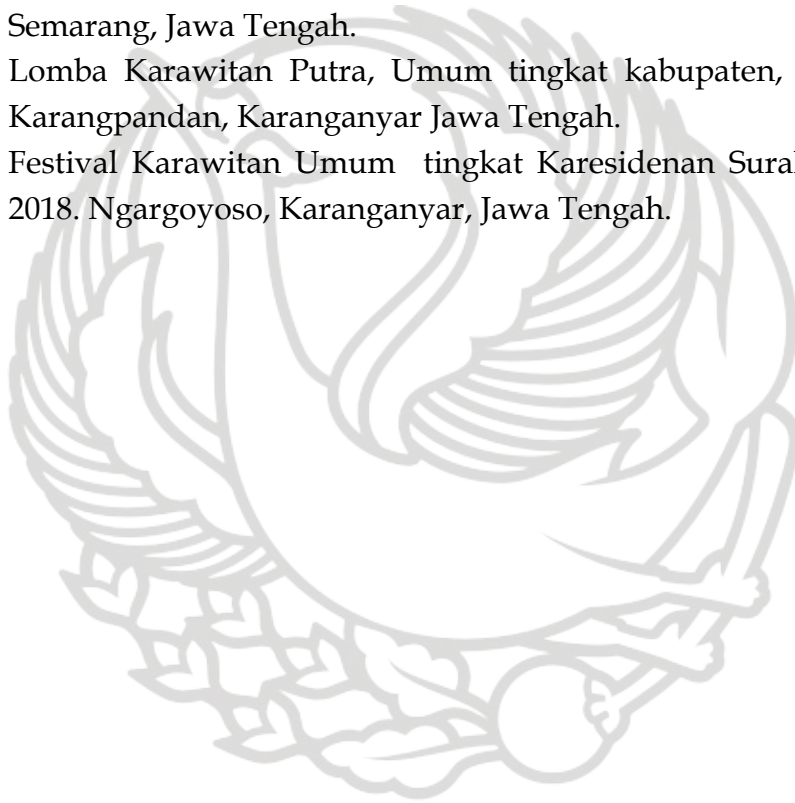 Semarang, Jawa Tengah.
Lomba Karawitan Putra, Umum tingkat kabupaten,
Karangpandan, Karanganyar Jawa Tengah.
Festival Karawitan Umum tingkat Karesidenan
2018. Ngargoyoso, Karanganyar, Jawa Tengah.